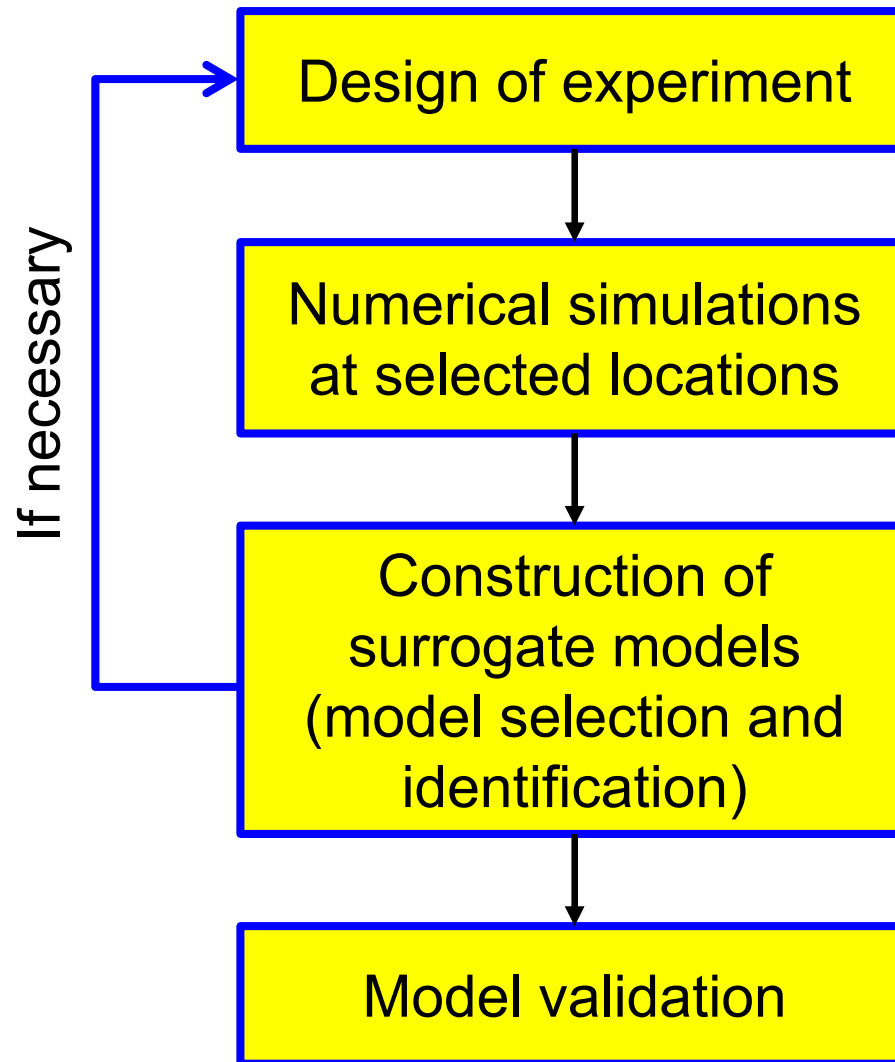 Design of experiment
If necessary
Numerical simulations
at selected locations
Construction of
surrogate models
(model selection and
identification)
Model validation